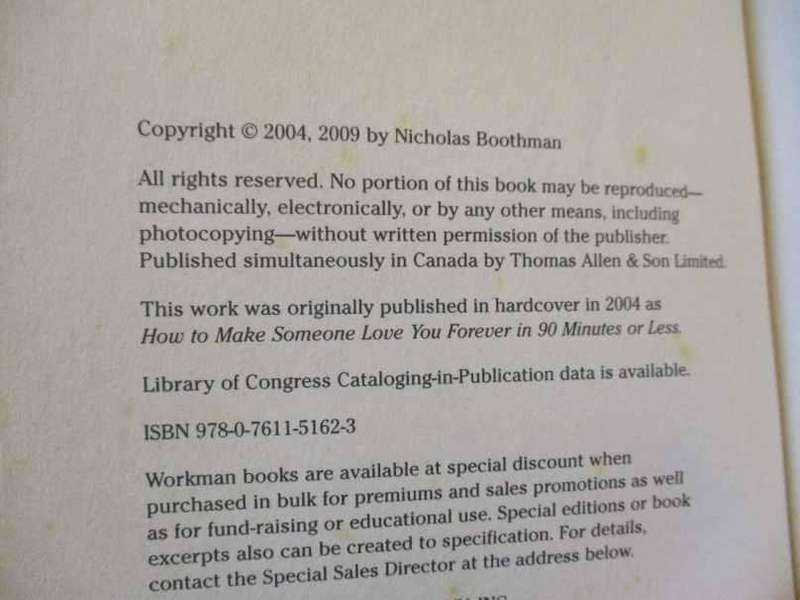 Copyright © 2004, 2009 by Nicholas Boothman
All rights reserved. No portion of this book may be reproduced—
mechanically, electronically, or by any other means, including
photocopying—without written permission of the publisher.
Published simultaneously in Canada by Thomas Allen & Son Limited.
This work was originally published in hardcover in 2004 as
How to Make Someone Love You Forever in 90 Minutes or Less.
Library of Congress Cataloging-in-Publication data is available.
ISBN 978-0-7611-5162-3
Workman books are available at special discount when
purchased in bulk for premiums and sales promotions as well
as for fund-raising or educational use. Special editions or book
excerpts also can be created to specification. For details,
contact the Special Sales Director at the address below.